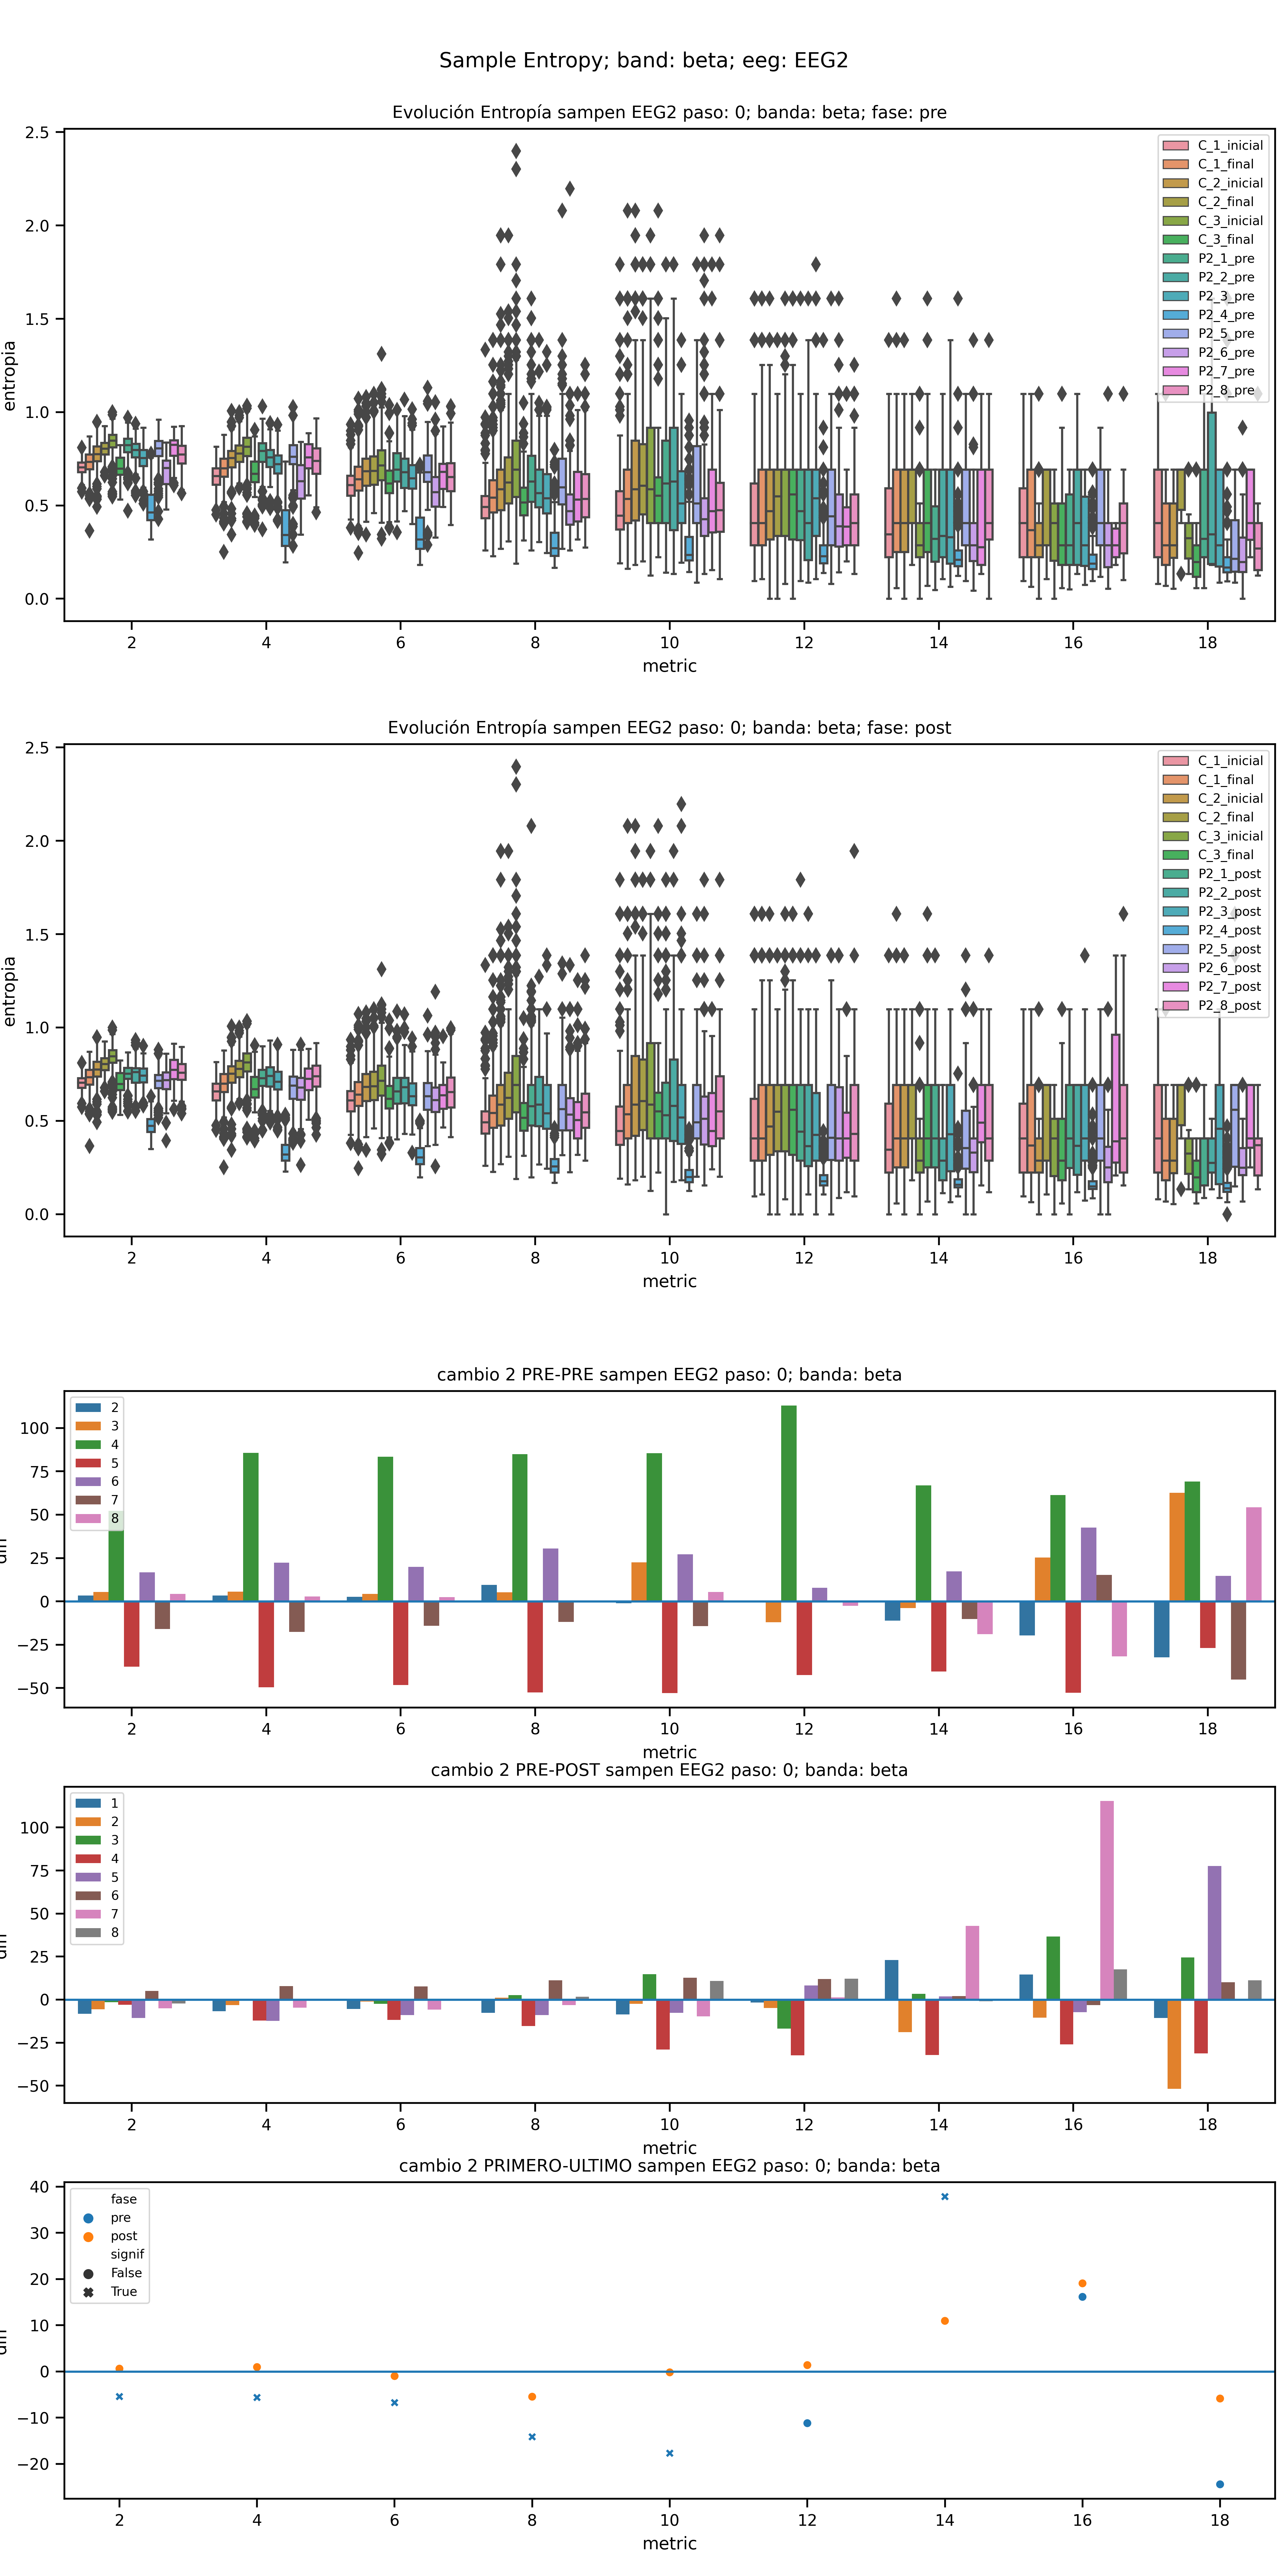 Sample Entropy; band: beta; eeg: EEG2
Evolución Entropía sampen EEG2 paso: 0; banda: beta; fase: pre
entropia
2.5
2.0
1.5
1.0
0.5
0.0
C_1_inicial
C_1_final
C_2_inicial
C_2_final
C_3_inicial
C_3_final
P2_1_pre
P2_2_pre
P2_3_pre
P2_4_pre
P2_5_pre
P2_6_pre
P2_7_pre
P2_8_pre
2 4 6 8 10 12 14 16 18
metric
Evolución Entropía sampen EEG2 paso: 0; banda: beta; fase: post
entropia
2.5
2.0
1.5
1.0
0.5
0.0
C_1_inicial
C_1_final
C_2_inicial
C_2_final
C_3_inicial
C_3_final
P2_1_post
P2_2_post
P2_3_post
P2_4_post
P2_5_post
P2_6_post
P2_7_post
P2_8_post
2 4 6 8 10 12 14 16 18
metric
cambio 2 PRE-PRE sampen EEG2 paso: 0; banda: beta
100
75
50
25
0
−25
−50
2
3
4
5
6
7
8
2 4 6 8 10 12 14 16 18
metric
cambio 2 PRE-POST sampen EEG2 paso: 0; banda: beta
100
75
50
25
0
−25
−50
1
2
3
4
5
6
7
8
2 4 6 8 10 12 14 16 18
metric
cambio 2 PRIMERO-ULTIMO sampen EEG2 paso: 0; banda: beta
40
30
20
10
0
−10
−20
fase
pre
post
signif
False
True
2 4 6 8 10 12 14 16 18
metric